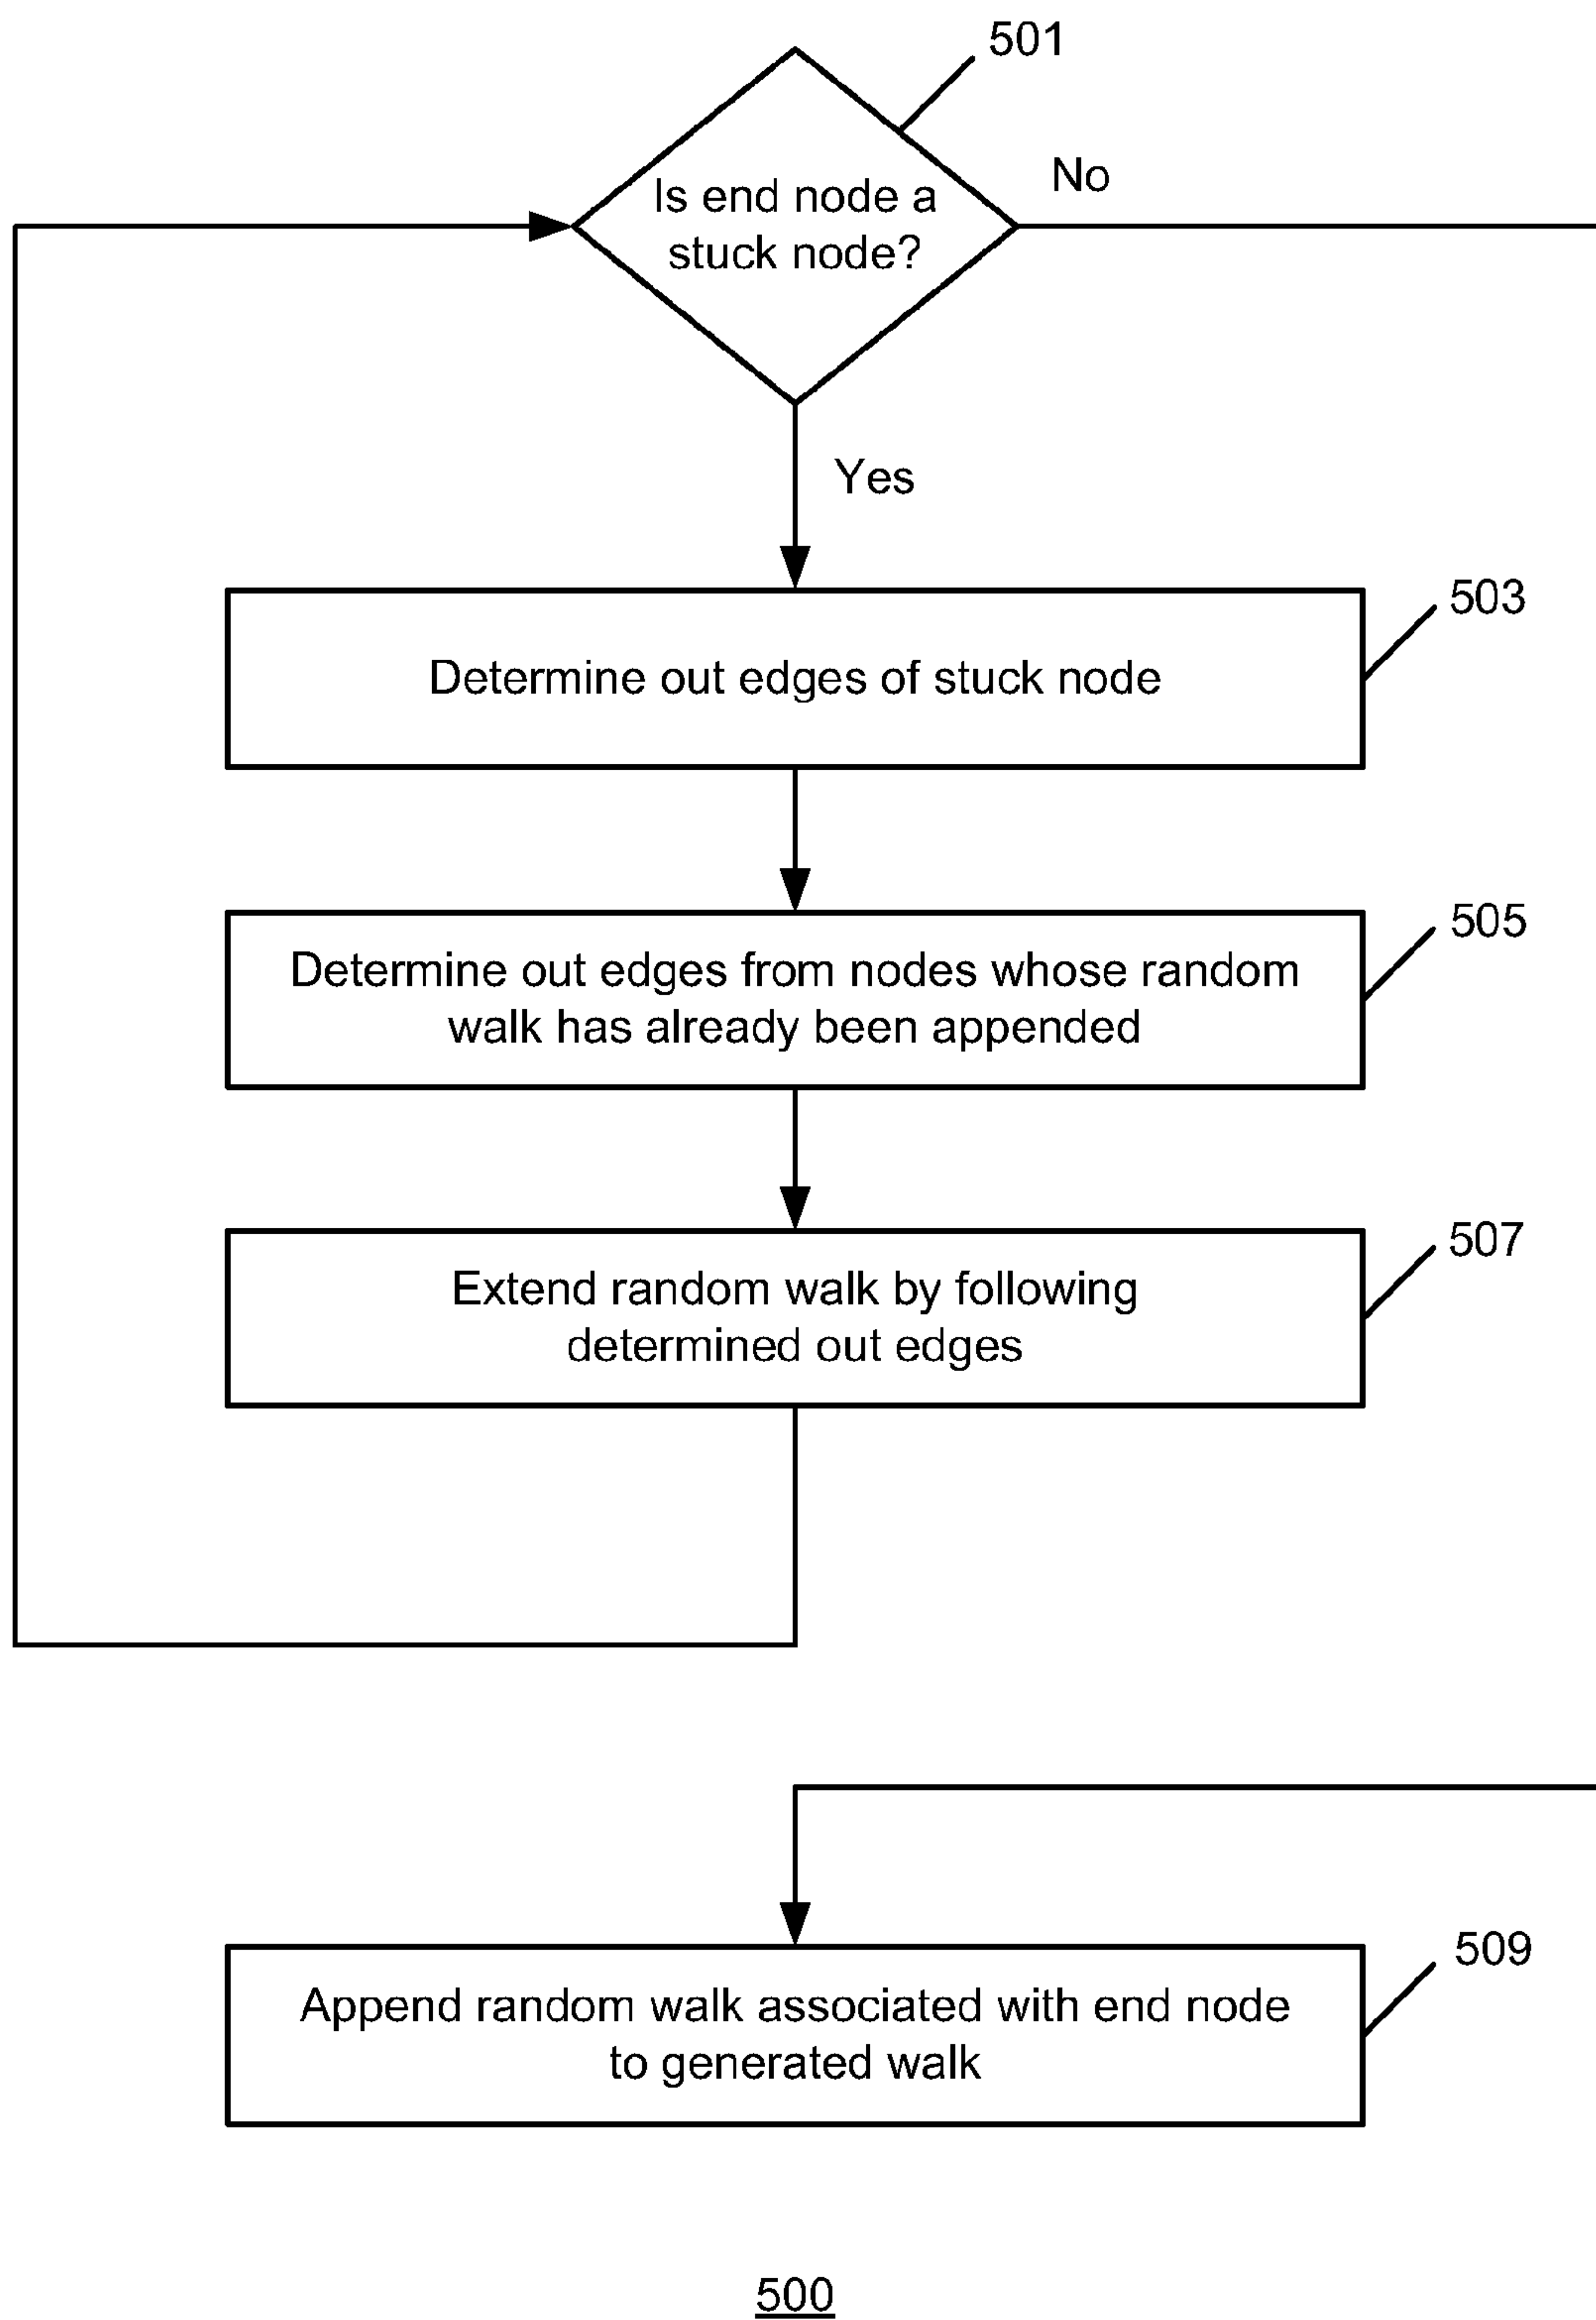 501
Is end node a
stuck node?
No
Yes
503
Determine out edges of stuck node
505
Determine out edges from nodes whose random
walk has already been appended
507
Extend random walk by following
determined out edges
509
Append random walk associated with end node
to generated walk
500